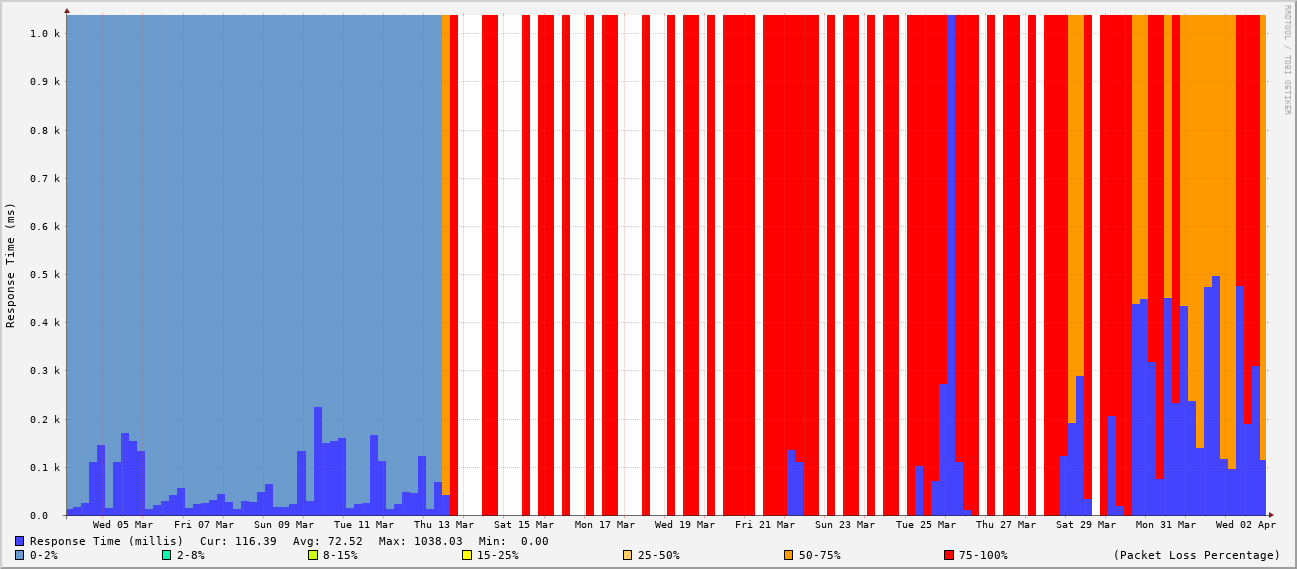 RRDTOOL / TOBI OETIKER
Response Time (ms)
1.0 k
0.9 k
0.8 k
0.7 k
0.6 k
0.5 k
0.4 k
0.3 k
0.2 k
0.1 k
0.0
Wed 05 Mar Fri 07 Mar Sun 09 Mar Tue 11 Mar Thu 13 Mar Sat 15 Mar Mon 17 Mar Wed 19 Mar Fri 21 Mar Sun 23 Mar Tue 25 Mar Thu 27 Mar Sat 29 Mar Mon 31 Mar Wed 02 Apr
Response Time (millis) Cur: 116.39 Avg: 72.52 Max: 1038.03 Min: 0.00
0-2% 2-8% 8-15% 15-25% 25-50% 50-75% 75-100% (Packet Loss Percentage)